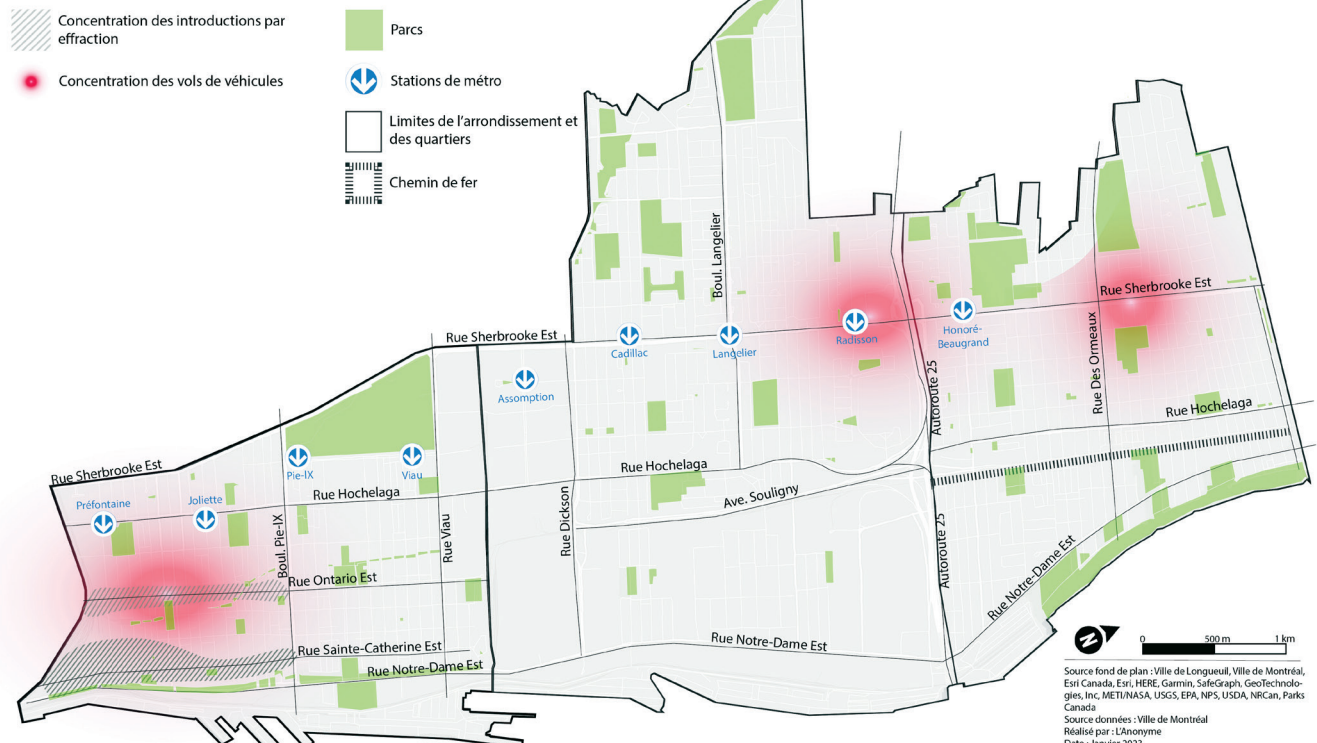 Concentration des introductions par
effraction
Concentration des vols de véhicules
Parcs
Stations de métro
Limites de l'arrondissement et
des quartiers
Chemin de fer
Boul. Langelier
Rue Sherbrooke Est
Rue Sherbrooke Est
Cadillac
Langelier
Radisson
Honoré-
Beaugrand
Assomption
Autoroute 25
Rue Des Ormeaux
Rue Hochelaga
Rue Sherbrooke Est
Pie-IX
Viau
Rue Hochelaga
Rue Hochelaga
Ave. Souligny
Préfontaine
Joliette
Boul. Pie-IX
Rue Viau
Rue Dickson
Autoroute 25
Rue Ontario Est
Rue Notre-Dame Est
Rue Sainte-Catherine Est
Rue Notre-Dame Est
Rue Notre-Dame Est
N
0 500 m 1 km
Source fond de plan : Ville de Longueuil, Ville de Montréal,
Esri Canada, Esri, HERE, Garmin, SafeGraph, GeoTechnolo-
gies, Inc, METI/NASA, USGS, EPA, NPS, USDA, NRCan, Parks
Canada
Source données : Ville de Montréal
Réalisé par : L'Anonyme
Date : Janvier 2023